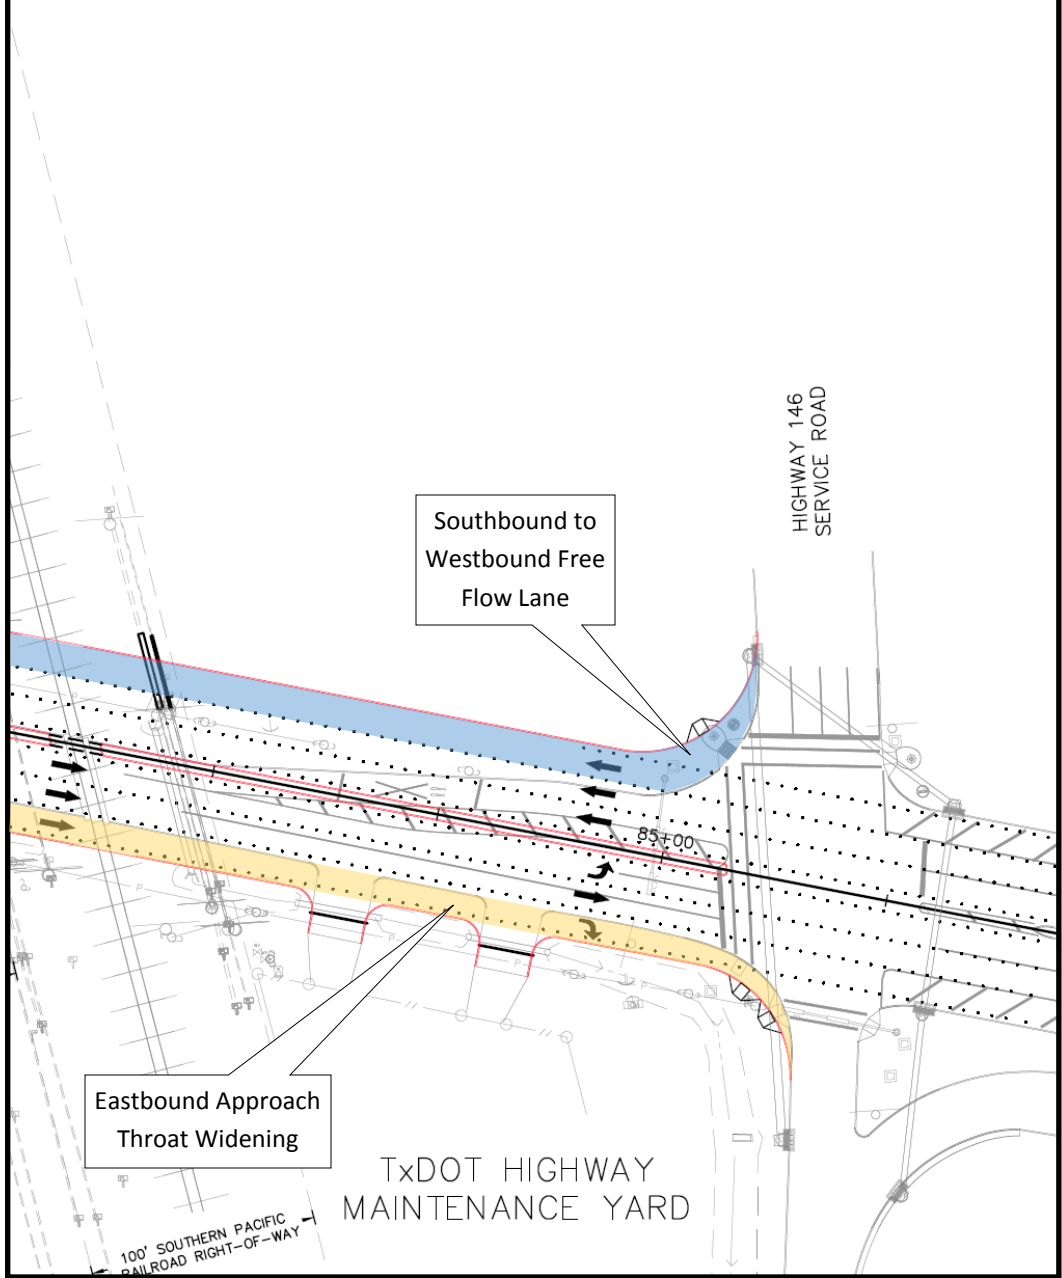 HIGHWAY 146
SERVICE ROAD
Southbound to
Westbound Free
Flow Lane
85+00
Eastbound Approach
Throat Widening
TxDOT HIGHWAY
MAINTENANCE YARD
100' SOUTHERN PACIFIC
RAILROAD RIGHT-OF-WAY